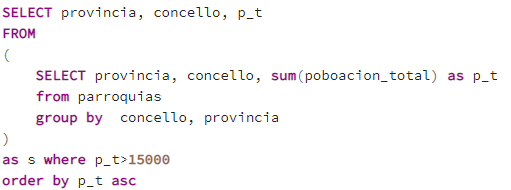 SELECT provincia, concello, p_t
FROM
(
SELECT provincia, concello, sum(poboacion_total) as p_t
from parroquias
group by  concello, provincia
)
as s where p_t>15000
order by p_t asc